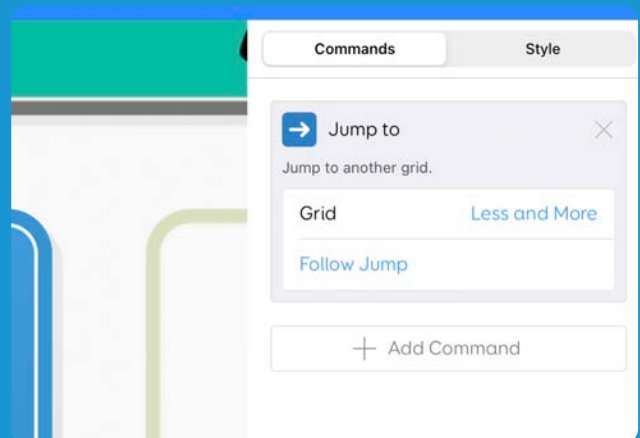 Commands
Style
Jump to
Jump to another grid.
Grid
Less and More
Follow Jump
Add Command